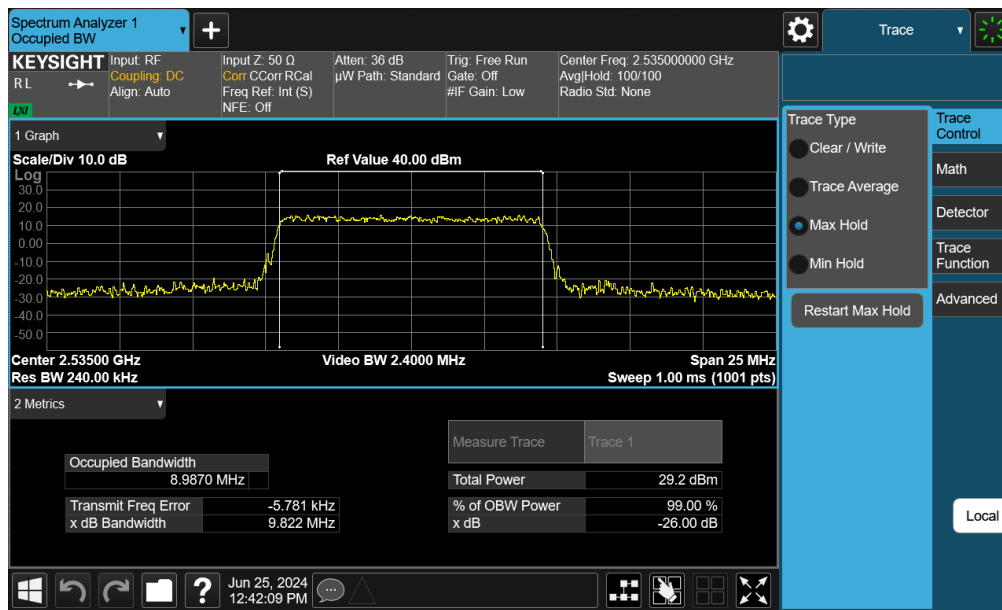 Spectrum Analyzer 1
Occupied BW
+
Trace
KEYSIGHT
RL
LXI
Input: RF
Coupling: DC
Align: Auto
Input Z: 50 Ω
Corr CCorr RCal
Freq Ref: Int (S)
NFE: Off
Atten: 36 dB
µW Path: Standard
Trig: Free Run
Gate: Off
#IF Gain: Low
Center Freq: 2.535000000 GHz
Avg|Hold: 100/100
Radio Std: None
1 Graph
Scale/Div 10.0 dB
Ref Value 40.00 dBm
Log
30.0
20.0
10.0
0.00
-10.0
-20.0
-30.0
-40.0
-50.0
Center 2.53500 GHz
Video BW 2.4000 MHz
Span 25 MHz
Res BW 240.00 kHz
Sweep 1.00 ms (1001 pts)
2 Metrics
Measure Trace
Trace 1
Occupied Bandwidth
8.9870 MHz
Total Power
29.2 dBm
Transmit Freq Error
-5.781 kHz
% of OBW Power
99.00 %
x dB Bandwidth
9.822 MHz
x dB
-26.00 dB
Trace Type
Clear / Write
Trace Average
Max Hold
Min Hold
Restart Max Hold
Trace
Control
Math
Detector
Trace
Function
Advanced
Local
?
Jun 25, 2024
12:42:09 PM